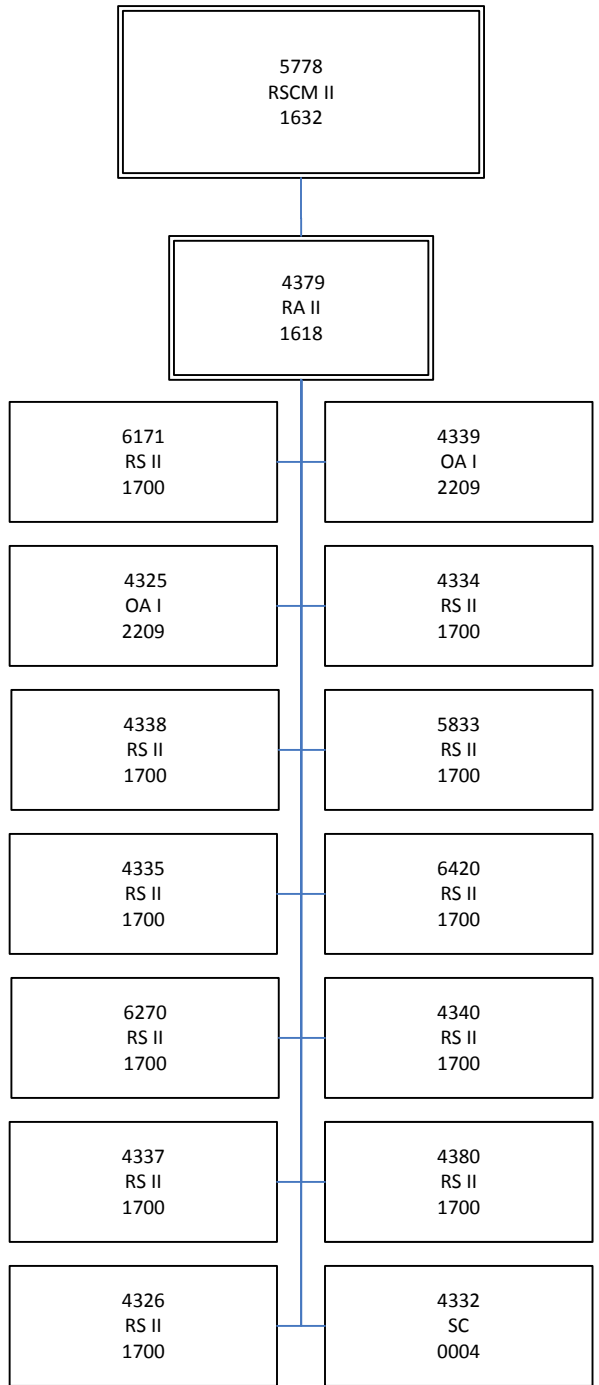 5778
RSCM II
1632
4379
RA II
1618
6171
RS II
1700
4339
OA I
2209
4325
OA I
2209
4334
RS II
1700
4338
RS II
1700
5833
RS II
1700
4335
RS II
1700
6420
RS II
1700
6270
RS II
1700
4340
RS II
1700
4337
RS II
1700
4380
RS II
1700
4326
RS II
1700
4332
SC
0004